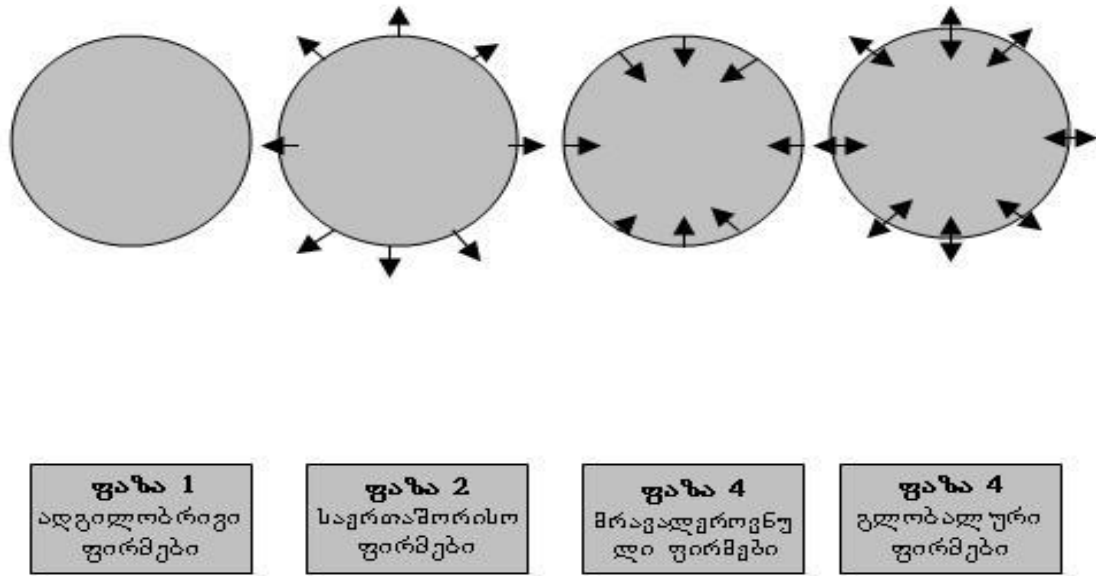 ფაზა 1
ადგილობრივი
ფირმები
ფაზა 2
საერთაშორისო
ფირმები
ფაზა 4
მრავალეროვნუ
ლი ფირმები
ფაზა 4
გლობალური
ფირმები